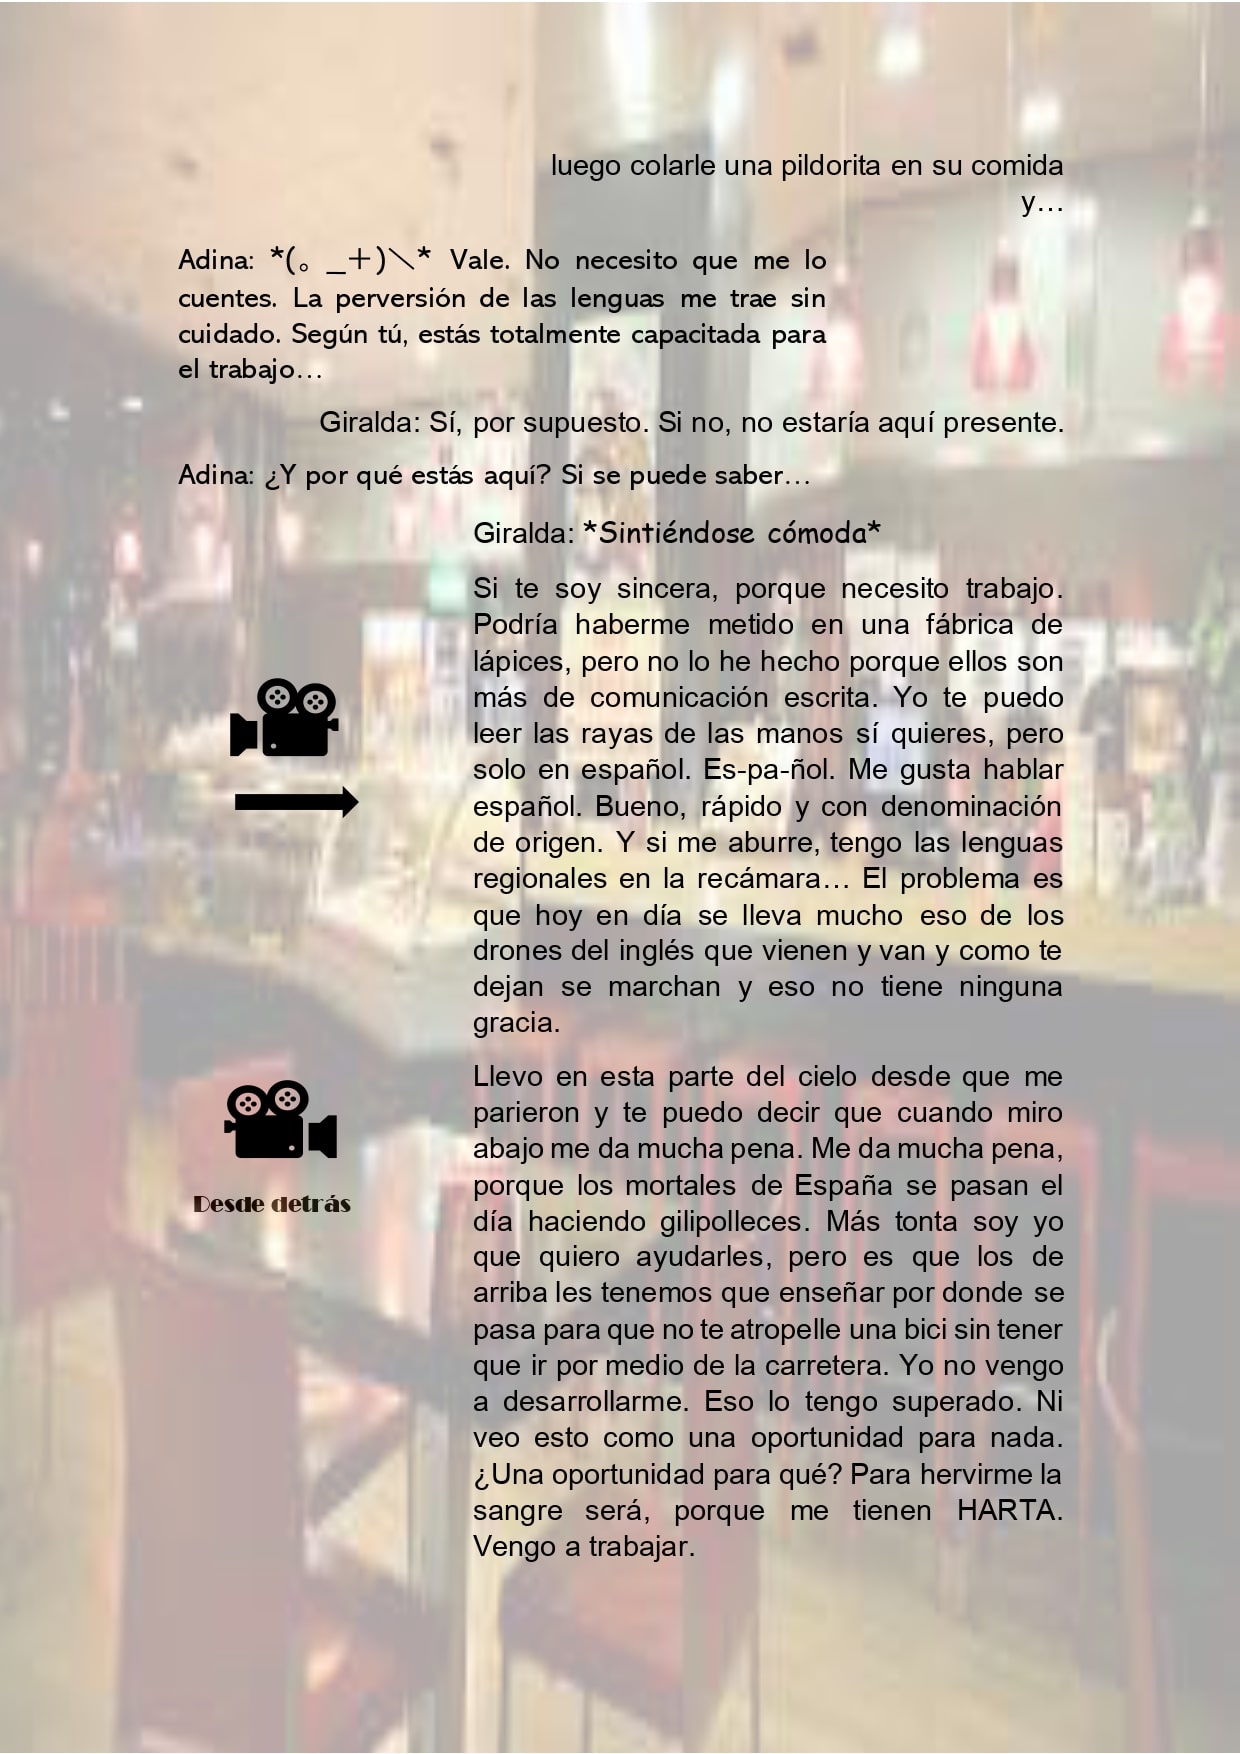 luego colarle una pildorita en su comida
y…
Adina: *(。_＋)＼* Vale. No necesito que me lo
cuentes. La perversión de las lenguas me trae sin
cuidado. Según tú, estás totalmente capacitada para
el trabajo…
Giralda: Sí, por supuesto. Si no, no estaría aquí presente.
Adina: ¿Y por qué estás aquí? Si se puede saber…
Giralda: *Sintiéndose cómoda*
Si te soy sincera, porque necesito trabajo.
Podría haberme metido en una fábrica de
lápices, pero no lo he hecho porque ellos son
más de comunicación escrita. Yo te puedo
leer las rayas de las manos sí quieres, pero
solo en español. Es-pa-ñol. Me gusta hablar
español. Bueno, rápido y con denominación
de origen. Y si me aburre, tengo las lenguas
regionales en la recámara… El problema es
que hoy en día se lleva mucho eso de los
drones del inglés que vienen y van y como te
dejan se marchan y eso no tiene ninguna
gracia.
Llevo en esta parte del cielo desde que me
parieron y te puedo decir que cuando miro
abajo me da mucha pena. Me da mucha pena,
porque los mortales de España se pasan el
día haciendo gilipolleces. Más tonta soy yo
que quiero ayudarles, pero es que los de
arriba les tenemos que enseñar por donde se
pasa para que no te atropelle una bici sin tener
que ir por medio de la carretera. Yo no vengo
a desarrollarme. Eso lo tengo superado. Ni
veo esto como una oportunidad para nada.
¿Una oportunidad para qué? Para hervirme la
sangre será, porque me tienen HARTA.
Vengo a trabajar.
Desde detrás